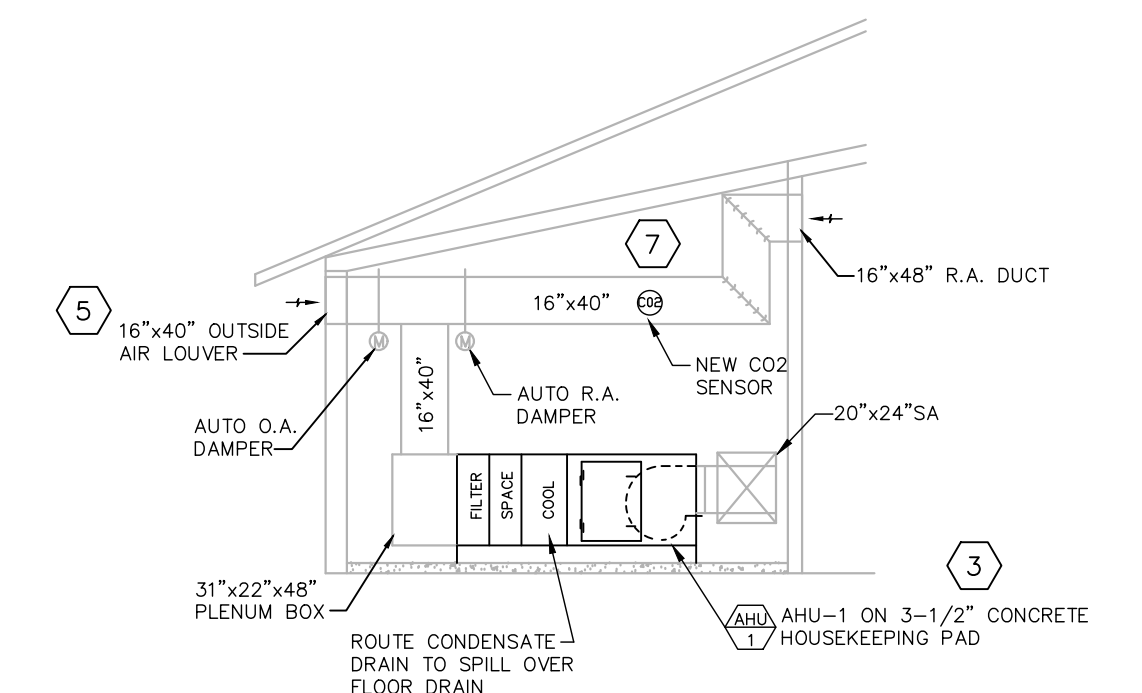 7
16"x48" R.A. DUCT
5
16"x40" OUTSIDE
AIR LOUVER
16"x40"
CO2
M
M
NEW CO2
SENSOR
16"x40"
AUTO R.A.
DAMPER
20"x24"SA
AUTO O.A.
DAMPER
FILTER
SPACE
COOL
3
31"x22"x48"
PLENUM BOX
AHU
1
AHU-1 ON 3-1/2" CONCRETE
HOUSEKEEPING PAD
ROUTE CONDENSATE
DRAIN TO SPILL OVER
FLOOR DRAIN